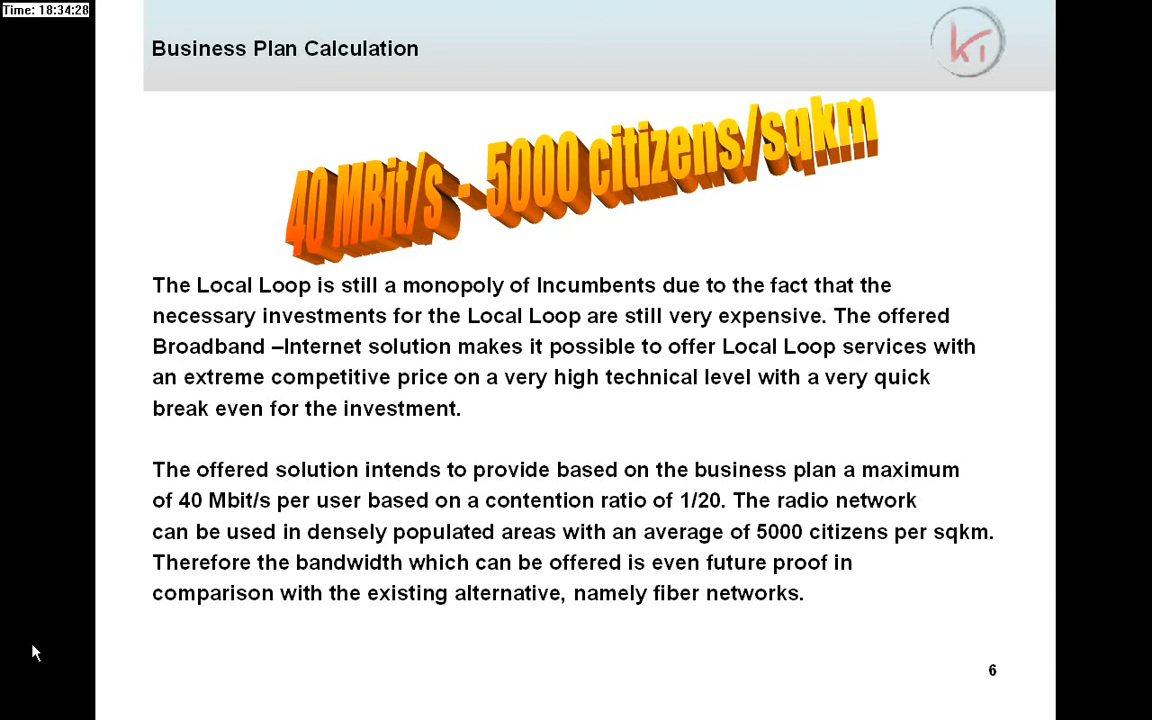 Time: 18:34:28
Business Plan Calculation
40 MBit/s - 5000 citizens/sqkm
The Local Loop is still a monopoly of Incumbents due to the fact that the
necessary investments for the Local Loop are still very expensive. The offered
Broadband –Internet solution makes it possible to offer Local Loop services with
an extreme competitive price on a very high technical level with a very quick
break even for the investment.
The offered solution intends to provide based on the business plan a maximum
of 40 Mbit/s per user based on a contention ratio of 1/20. The radio network
can be used in densely populated areas with an average of 5000 citizens per sqkm.
Therefore the bandwidth which can be offered is even future proof in
comparison with the existing alternative, namely fiber networks.
6